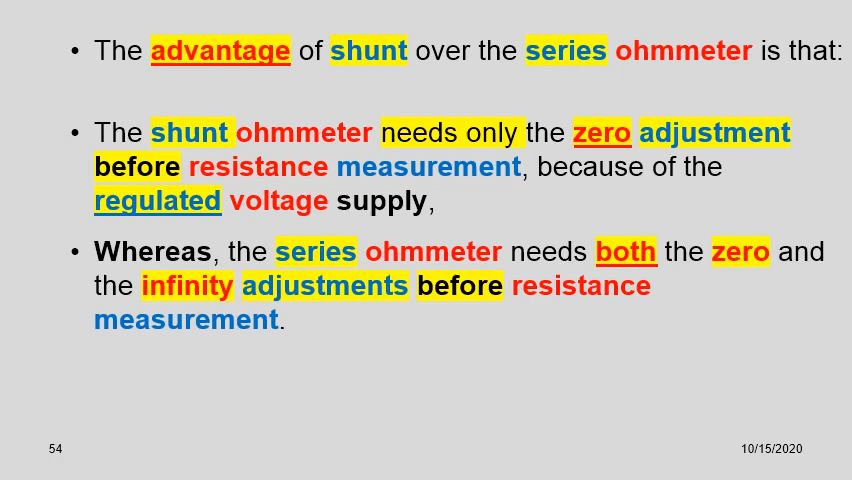 • The advantage of shunt over the series ohmmeter is that:
• The shunt ohmmeter needs only the zero adjustment
before resistance measurement, because of the
regulated voltage supply,
• Whereas, the series ohmmeter needs both the zero and
the infinity adjustments before resistance
measurement.
54
10/15/2020